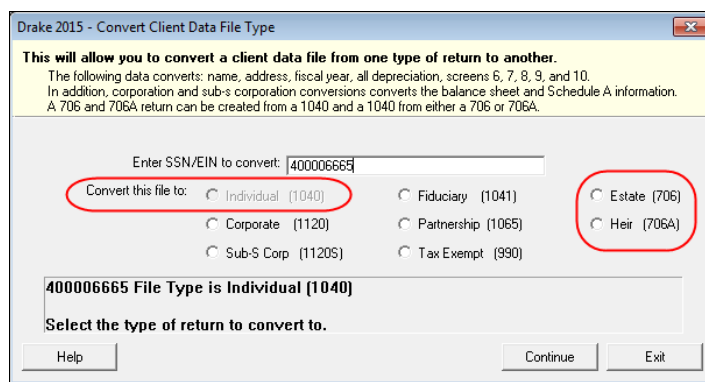 Drake 2015 - Convert Client Data File Type
This will allow you to convert a client data file from one type of return to another.
The following data converts: name, address, fiscal year, all depreciation, screens 6, 7, 8, 9, and 10.
In addition, corporation and sub-s corporation conversions converts the balance sheet and Schedule A information.
A 706 and 706A return can be created from a 1040 and a 1040 from either a 706 or 706A.
Enter SSN/EIN to convert: 400006665
Convert this file to: Individual (1040) Fiduciary (1041) Estate (706)
Corporate (1120) Partnership (1065) Heir (706A)
Sub-S Corp (1120S) Tax Exempt (990)
400006665 File Type is Individual (1040)
Select the type of return to convert to.
Help Continue Exit